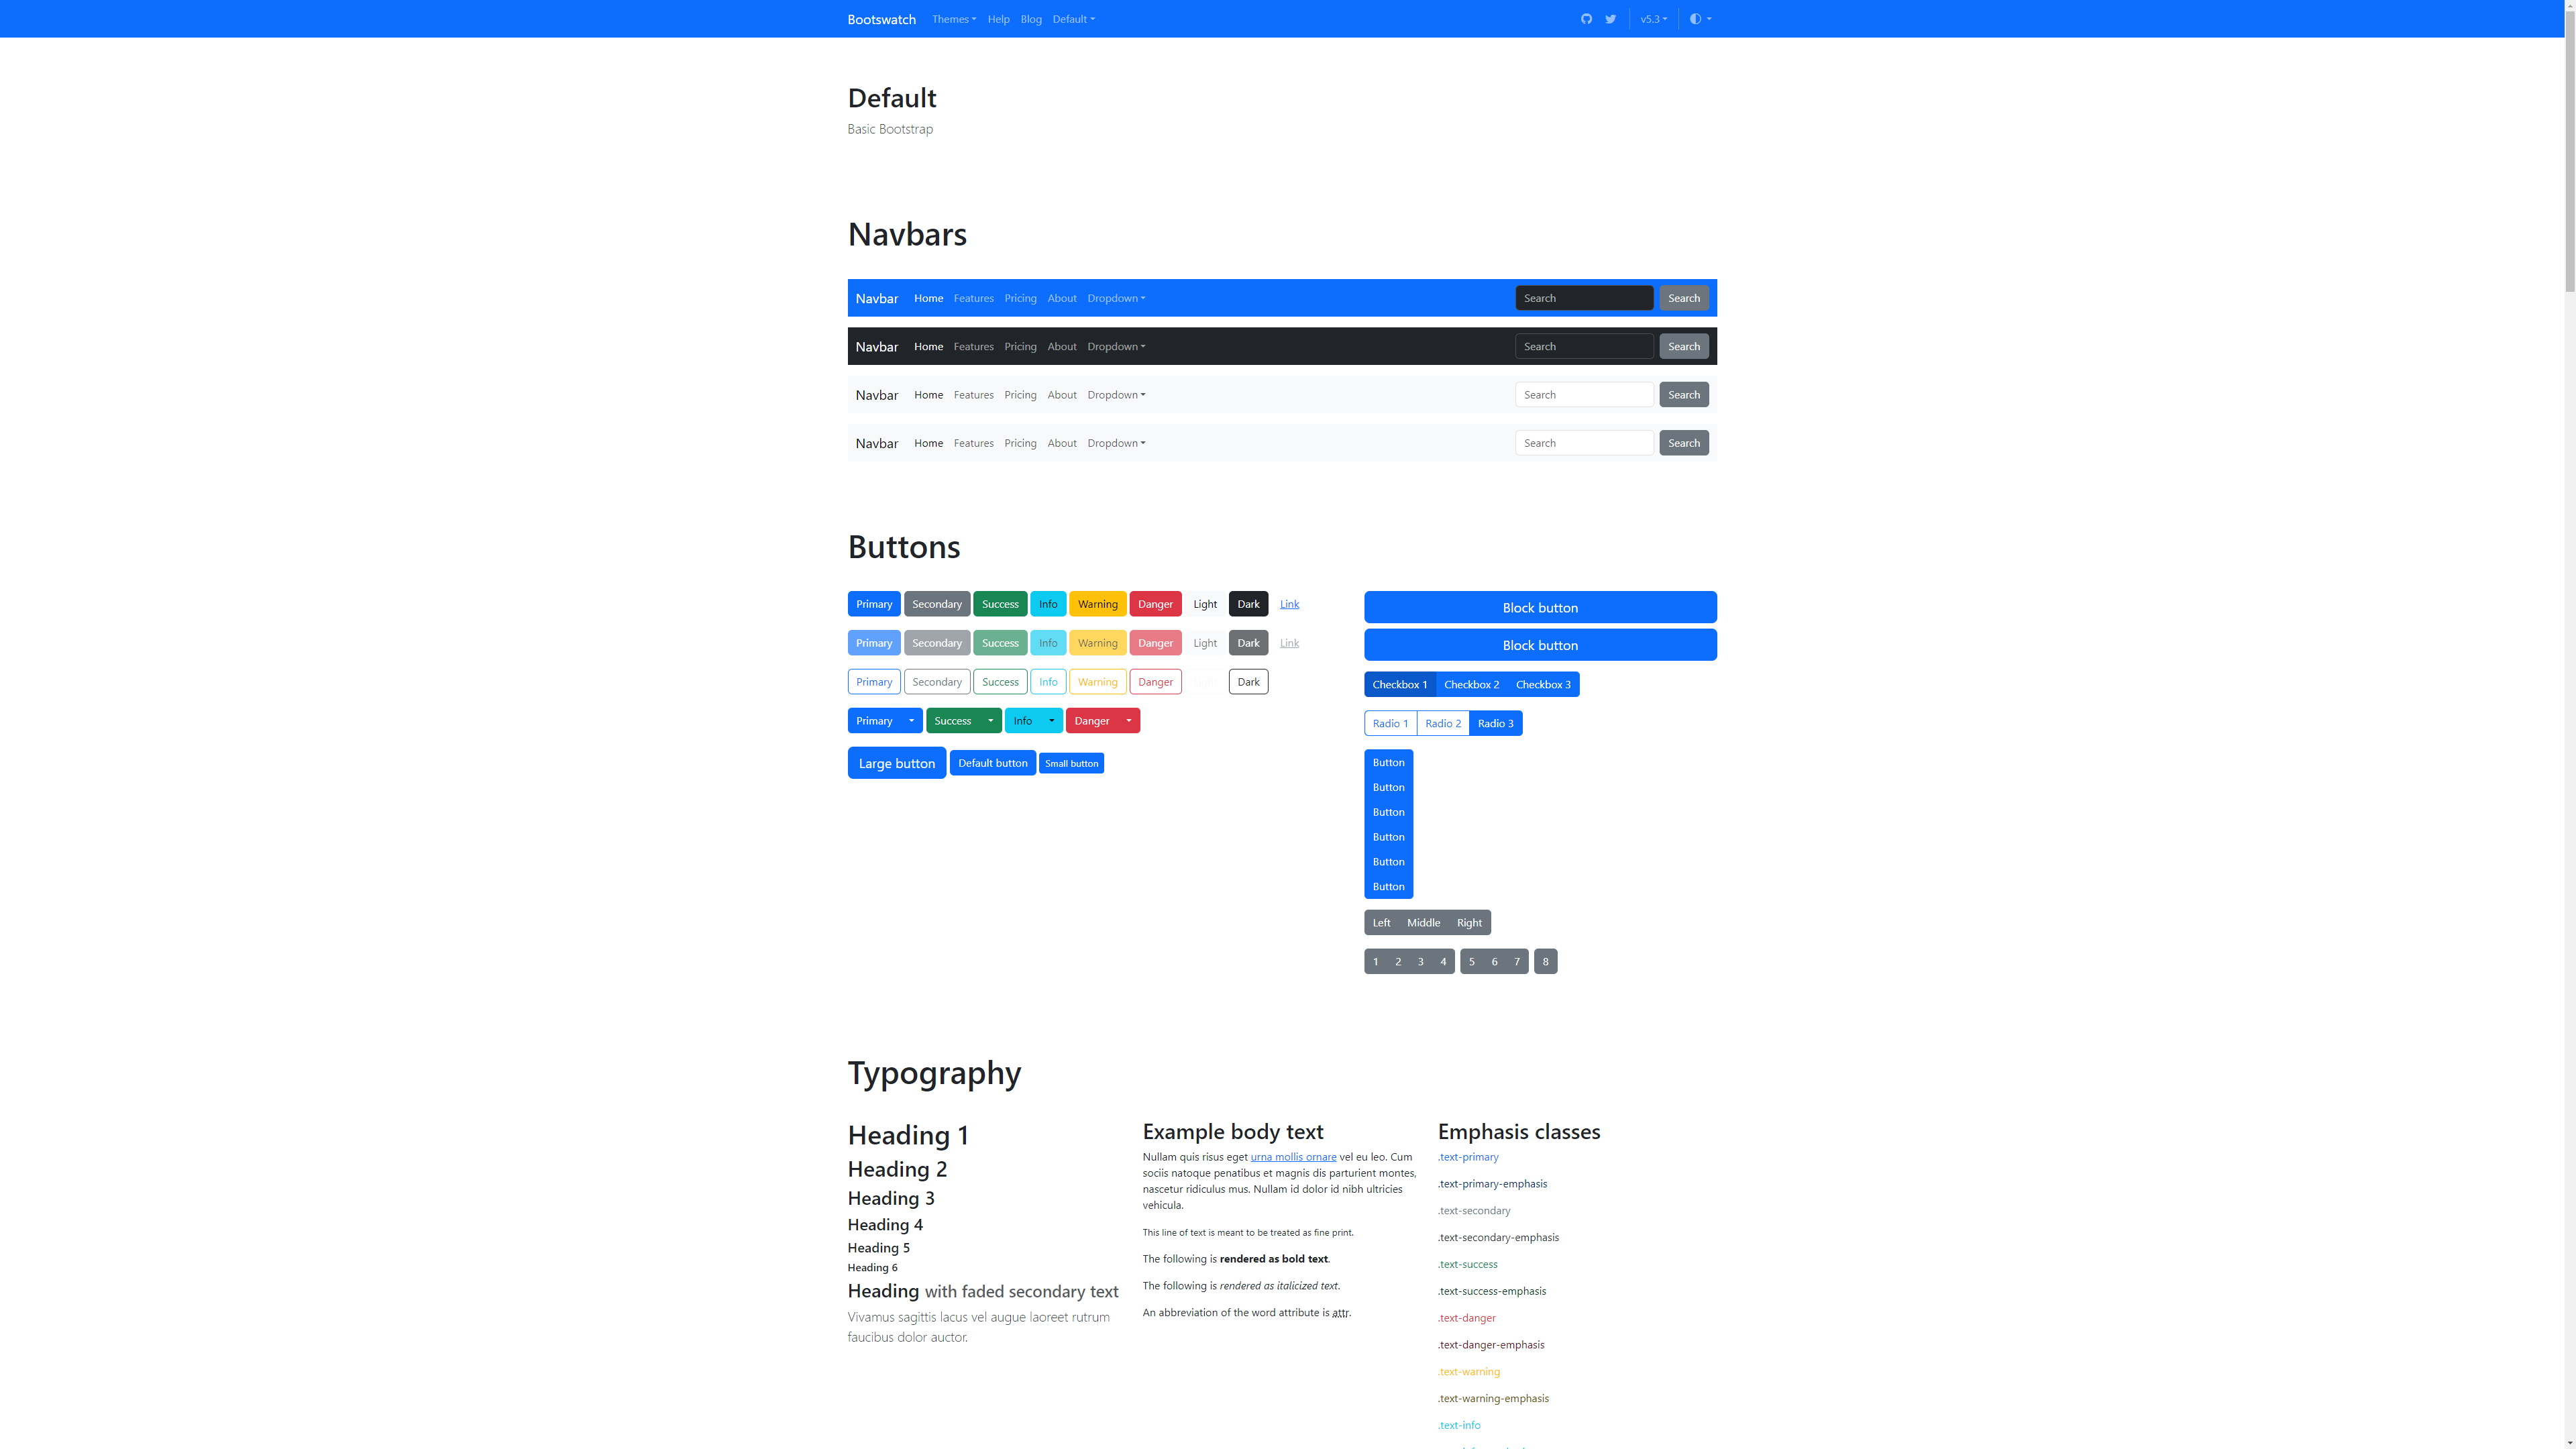 Bootswatch Themes Help Blog Default v5.3
Default
Basic Bootstrap
Navbars
Navbar Home Features Pricing About Dropdown Search Search
Navbar Home Features Pricing About Dropdown Search Search
Navbar Home Features Pricing About Dropdown Search Search
Navbar Home Features Pricing About Dropdown Search Search
Buttons
Primary Secondary Success Info Warning Danger Light Dark Link
Primary Secondary Success Info Warning Danger Light Dark Link
Primary Secondary Success Info Warning Danger Dark
Primary Success Info Danger
Large button Default button Small button
Block button
Block button
Checkbox 1 Checkbox 2 Checkbox 3
Radio 1 Radio 2 Radio 3
Button
Button
Button
Button
Button
Button
Left Middle Right
1 2 3 4 5 6 7 8
Typography
Heading 1
Heading 2
Heading 3
Heading 4
Heading 5
Heading 6
Heading with faded secondary text
Vivamus sagittis lacus vel augue laoreet rutrum
faucibus dolor auctor.
Example body text
Nullam quis risus eget urna mollis ornare vel eu leo. Cum
sociis natoque penatibus et magnis dis parturient montes,
nascetur ridiculus mus. Nullam id dolor id nibh ultricies
vehicula.
This line of text is meant to be treated as fine print.
The following is rendered as bold text.
The following is rendered as italicized text.
An abbreviation of the word attribute is attr.
Emphasis classes
.text-primary
.text-primary-emphasis
.text-secondary
.text-secondary-emphasis
.text-success
.text-success-emphasis
.text-danger
.text-danger-emphasis
.text-warning
.text-warning-emphasis
.text-info